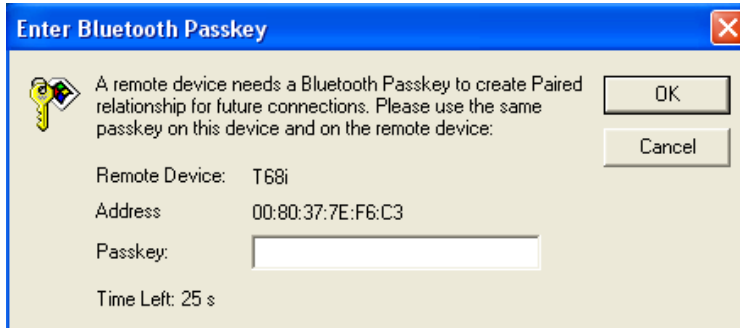 Enter Bluetooth Passkey
A remote device needs a Bluetooth Passkey to create Paired
relationship for future connections. Please use the same
passkey on this device and on the remote device:
OK
Cancel
Remote Device: T68i
Address 00:80:37:7E:F6:C3
Passkey:
Time Left: 25 s